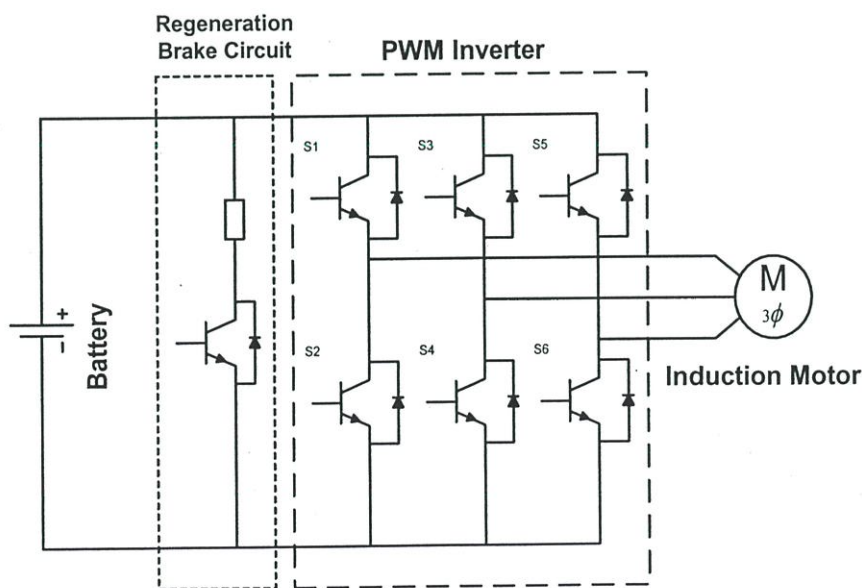 Regeneration
Brake Circuit
PWM Inverter
S1
S3
S5
+
−
Battery
M
3ϕ
S2
S4
S6
Induction Motor